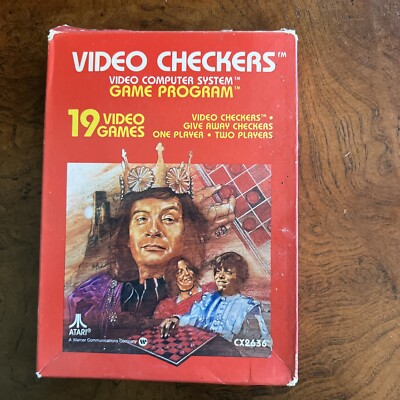 VIDEO CHECKERS™
VIDEO COMPUTER SYSTEM™
GAME PROGRAM™
19 VIDEO GAMES
VIDEO CHECKERS™ •
GIVE AWAY CHECKERS
ONE PLAYER • TWO PLAYERS
ATARI®
A Warner Communications Company
CX2636